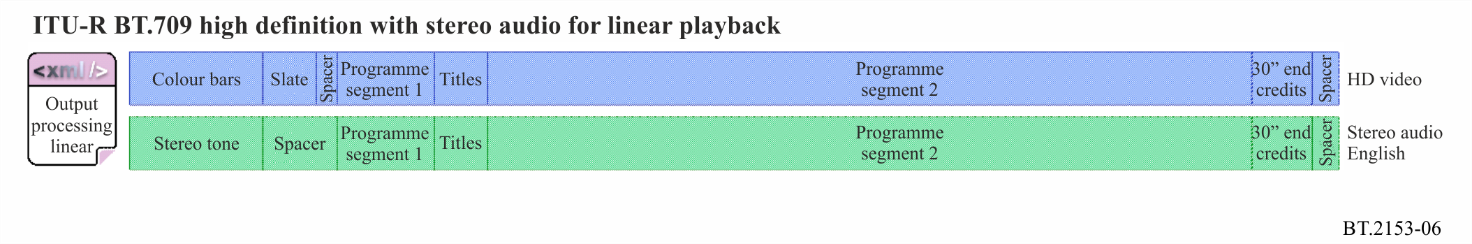 ITU-R BT.709 high definition with stereo audio for linear playback
<xml/>
Output
processing
linear
Colour bars
Slate
Spacer
Programme
segment 1
Titles
Programme
segment 2
30” end
credits
Spacer
HD video
Stereo tone
Spacer
Programme
segment 1
Titles
Programme
segment 2
30” end
credits
Spacer
Stereo audio
English
BT.2153-06